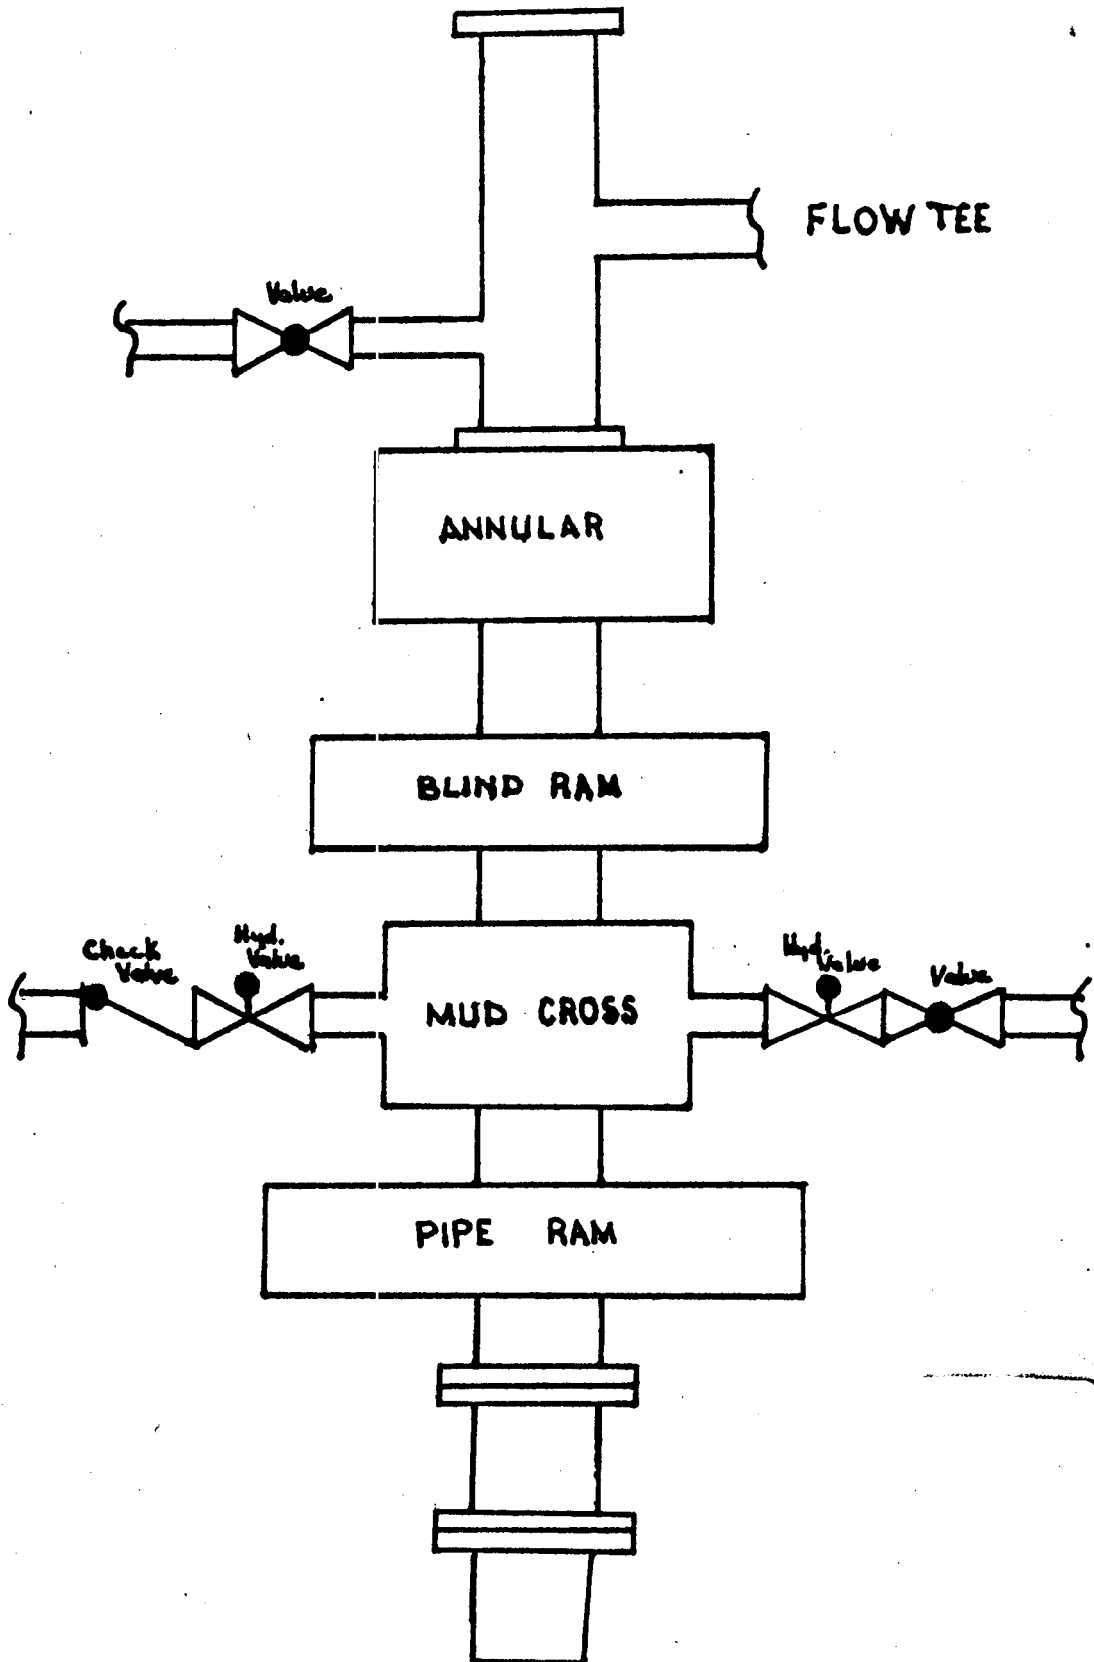 FLOW TEE
Valve
ANNULAR
BLIND RAM
Check
Valve
Hyd.
Valve
MUD CROSS
Hyd.
Valve
Valve
PIPE RAM